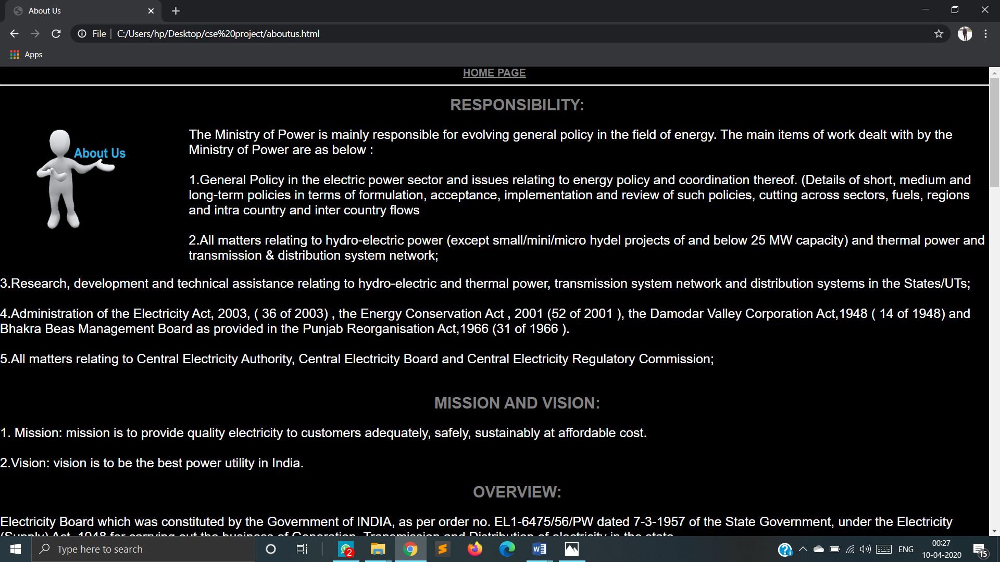 About Us
File
C:/Users/hp/Desktop/cse%20project/aboutus.html
Apps
HOME PAGE
RESPONSIBILITY:
About Us
The Ministry of Power is mainly responsible for evolving general policy in the field of energy. The main items of work dealt with by the
Ministry of Power are as below :
1.General Policy in the electric power sector and issues relating to energy policy and coordination thereof. (Details of short, medium and
long-term policies in terms of formulation, acceptance, implementation and review of such policies, cutting across sectors, fuels, regions
and intra country and inter country flows
2.All matters relating to hydro-electric power (except small/mini/micro hydel projects of and below 25 MW capacity) and thermal power and
transmission & distribution system network;
3.Research, development and technical assistance relating to hydro-electric and thermal power, transmission system network and distribution systems in the States/UTs;
4.Administration of the Electricity Act, 2003, ( 36 of 2003) , the Energy Conservation Act , 2001 (52 of 2001 ), the Damodar Valley Corporation Act,1948 ( 14 of 1948) and
Bhakra Beas Management Board as provided in the Punjab Reorganisation Act,1966 (31 of 1966 ).
5.All matters relating to Central Electricity Authority, Central Electricity Board and Central Electricity Regulatory Commission;
MISSION AND VISION:
1. Mission: mission is to provide quality electricity to customers adequately, safely, sustainably at affordable cost.
2.Vision: vision is to be the best power utility in India.
OVERVIEW:
Electricity Board which was constituted by the Government of INDIA, as per order no. EL1-6475/56/PW dated 7-3-1957 of the State Government, under the Electricity
(Supply) Act, 1948 for carrying out the business of Generation, Transmission and Distribution of electricity in the state
Type here to search
2
ENG
00:27
10-04-2020
15